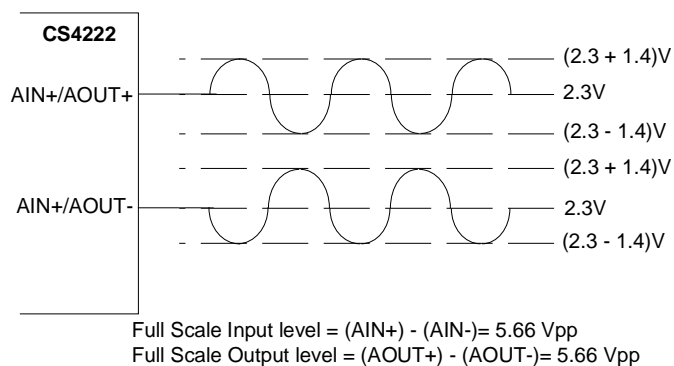 CS4222
(2.3 + 1.4)V
AIN+/AOUT+
2.3V
(2.3 - 1.4)V
(2.3 + 1.4)V
AIN+/AOUT-
2.3V
(2.3 - 1.4)V
Full Scale Input level = (AIN+) - (AIN-)= 5.66 Vpp
Full Scale Output level = (AOUT+) - (AOUT-)= 5.66 Vpp